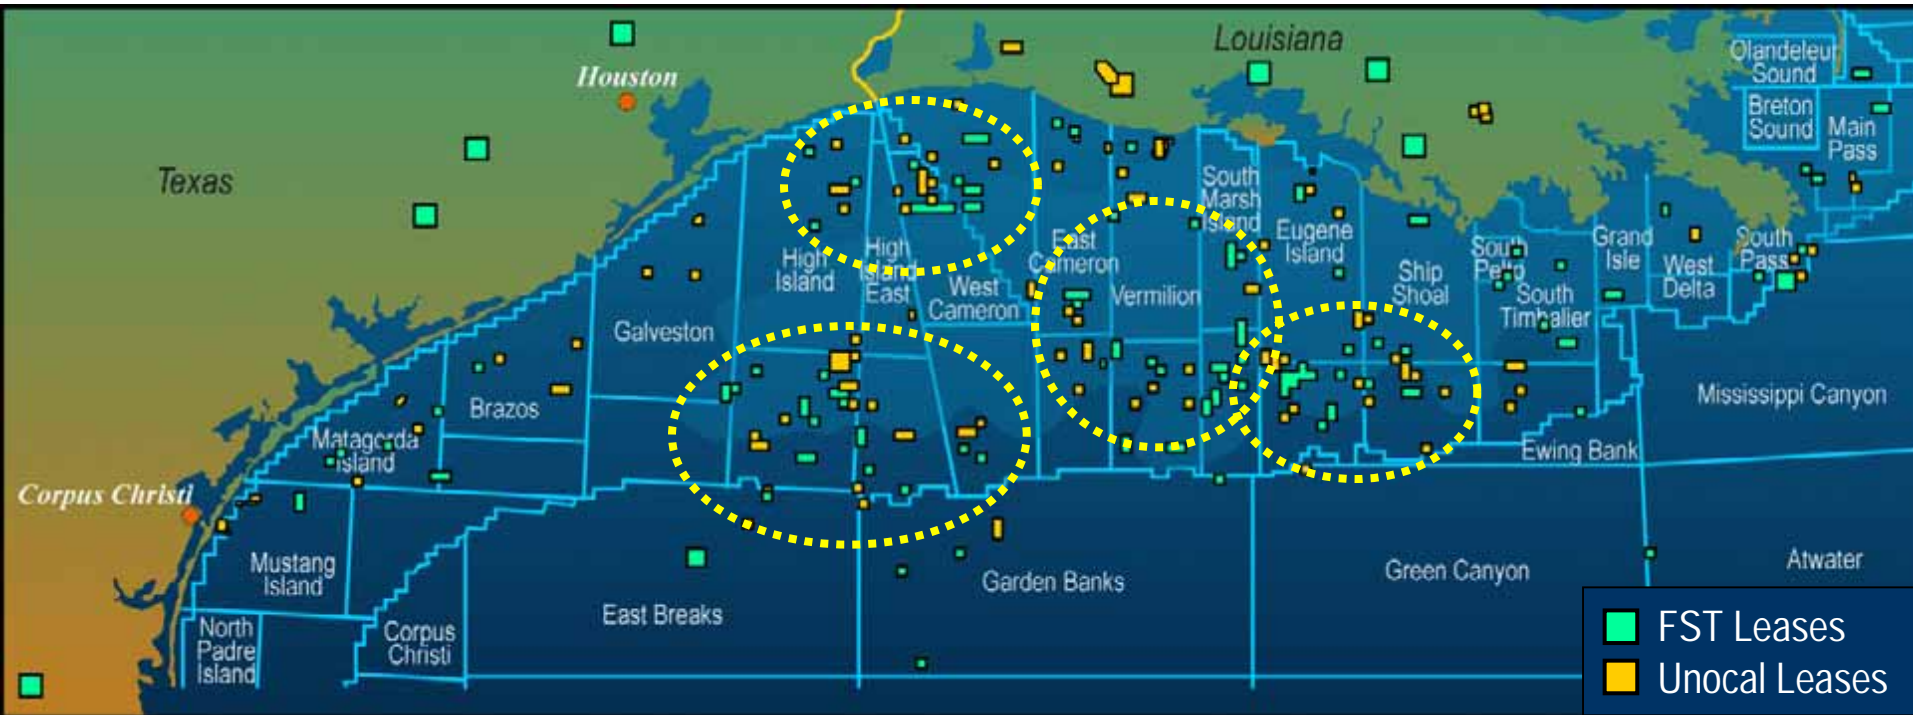 Louisiana
Houston
Texas
Olandeleur
Sound
Breton
Sound
Main
Pass
South
Marsh
Island
Eugene
Island
East
Cameron
High
Island
High
Island
East
West
Cameron
Vermilion
Ship
Shoal
South
Pelto
South
Timbalier
Grand
Isle
West
Delta
South
Pass
Galveston
Brazos
Matagorda
Island
Mississippi Canyon
Ewing Bank
Corpus Christi
Mustang
Island
North
Padre
Island
Corpus
Christi
East Breaks
Garden Banks
Green Canyon
Atwater
FST Leases
Unocal Leases